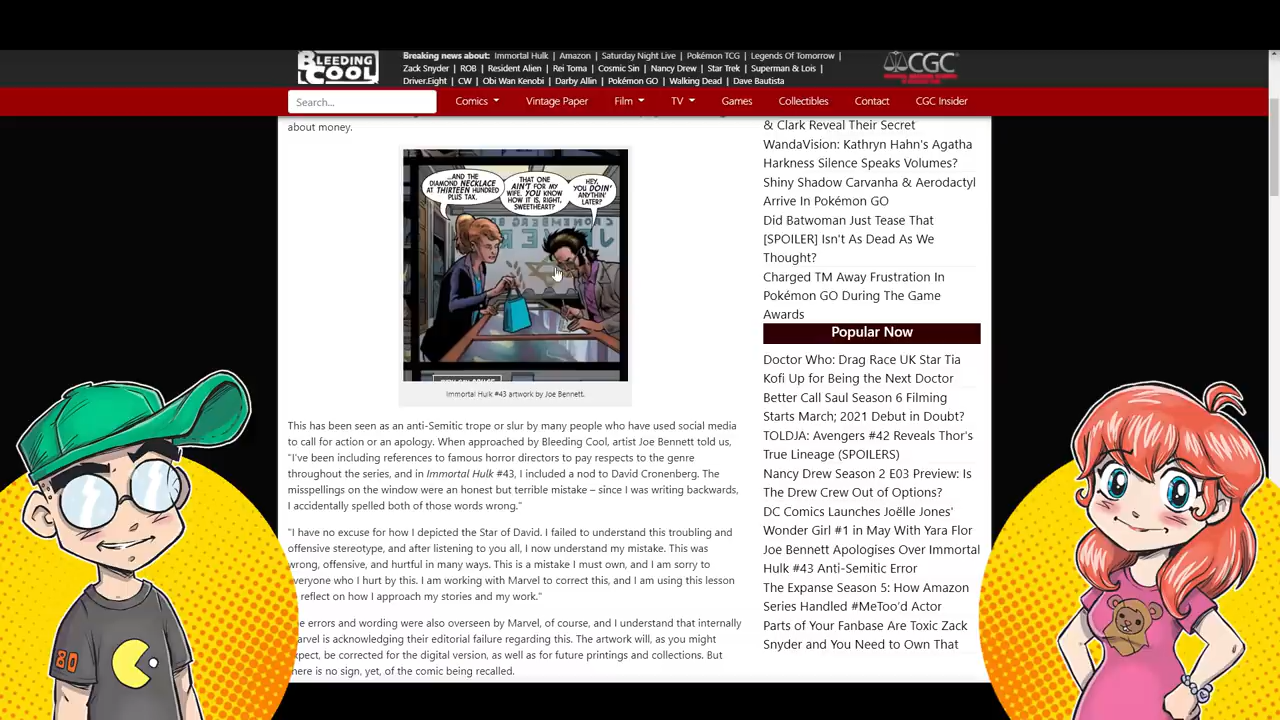 BLEEDING COOL
Breaking news about: Immortal Hulk | Amazon | Saturday Night Live | Pokémon TCG | Legends Of Tomorrow |
Zack Snyder | ROB | Resident Alien | Rei Toma | Cosmic Sin | Nancy Drew | Star Trek | Superman & Lois |
Driver.Eight | CW | Obi Wan Kenobi | Darby Allin | Pokémon GO | Walking Dead | Dave Bautista
CGC
Search...
Comics
Vintage Paper
Film
TV
Games
Collectibles
Contact
CGC Insider
about money.
...AND THE
DIAMOND NECKLACE
AT THIRTEEN HUNDRED
PLUS TAX.
THAT ONE
AIN'T FOR MY
WIFE. YOU KNOW
HOW IT IS, RIGHT,
SWEETHEART?
HEY,
YOU DOIN'
ANYTHIN'
LATER?
Immortal Hulk #43 artwork by Joe Bennett.
This has been seen as an anti-Semitic trope or slur by many people who have used social media
to call for action or an apology. When approached by Bleeding Cool, artist Joe Bennett told us,
"I've been including references to famous horror directors to pay respects to the genre
throughout the series, and in Immortal Hulk #43, I included a nod to David Cronenberg. The
misspellings on the window were an honest but terrible mistake – since I was writing backwards,
I accidentally spelled both of those words wrong."
"I have no excuse for how I depicted the Star of David. I failed to understand this troubling and
offensive stereotype, and after listening to you all, I now understand my mistake. This was
wrong, offensive, and hurtful in many ways. This is a mistake I must own, and I am sorry to
everyone who I hurt by this. I am working with Marvel to correct this, and I am using this lesson
reflect on how I approach my stories and my work."
errors and wording were also overseen by Marvel, of course, and I understand that internally
Marvel is acknowledging their editorial failure regarding this. The artwork will, as you might
expect, be corrected for the digital version, as well as for future printings and collections. But
there is no sign, yet, of the comic being recalled.
& Clark Reveal Their Secret
WandaVision: Kathryn Hahn's Agatha
Harkness Silence Speaks Volumes?
Shiny Shadow Carvanha & Aerodactyl
Arrive In Pokémon GO
Did Batwoman Just Tease That
[SPOILER] Isn't As Dead As We
Thought?
Charged TM Away Frustration In
Pokémon GO During The Game
Awards
Popular Now
Doctor Who: Drag Race UK Star Tia
Kofi Up for Being the Next Doctor
Better Call Saul Season 6 Filming
Starts March; 2021 Debut in Doubt?
TOLDJA: Avengers #42 Reveals Thor's
True Lineage (SPOILERS)
Nancy Drew Season 2 E03 Preview: Is
The Drew Crew Out of Options?
DC Comics Launches Joëlle Jones'
Wonder Girl #1 in May With Yara Flor
Joe Bennett Apologises Over Immortal
Hulk #43 Anti-Semitic Error
The Expanse Season 5: How Amazon
Series Handled #MeToo'd Actor
Parts of Your Fanbase Are Toxic Zack
Snyder and You Need to Own That
80